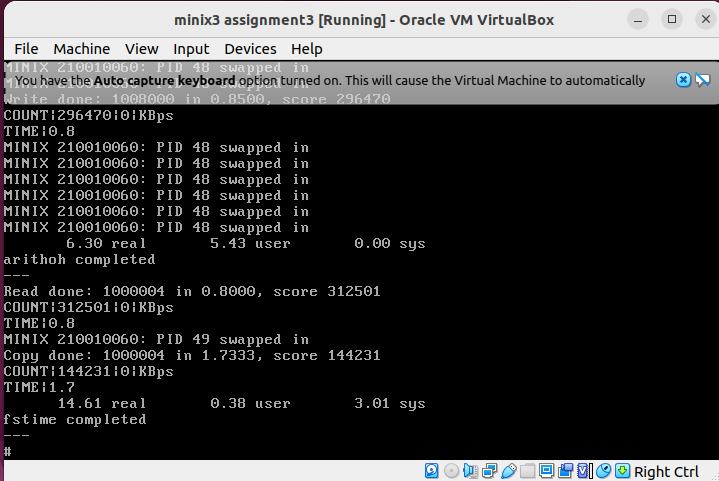 minix3 assignment3 [Running] - Oracle VM VirtualBox
File Machine View Input Devices Help
MINIX 210010060: PID 48 swapped in
You have the Auto capture keyboard option turned on. This will cause the Virtual Machine to automatically
Write done: 1008000 in 0.8500, score 296470
COUNT|296470|0|KBps
TIME|0.8
MINIX 210010060: PID 48 swapped in
MINIX 210010060: PID 48 swapped in
MINIX 210010060: PID 48 swapped in
MINIX 210010060: PID 48 swapped in
MINIX 210010060: PID 48 swapped in
MINIX 210010060: PID 48 swapped in
6.30 real 5.43 user 0.00 sys
arithoh completed
---
Read done: 1000004 in 0.8000, score 312501
COUNT|312501|0|KBps
TIME|0.8
MINIX 210010060: PID 49 swapped in
Copy done: 1000004 in 1.7333, score 144231
COUNT|144231|0|KBps
TIME|1.7
14.61 real 0.38 user 3.01 sys
fstime completed
---
#
Right Ctrl